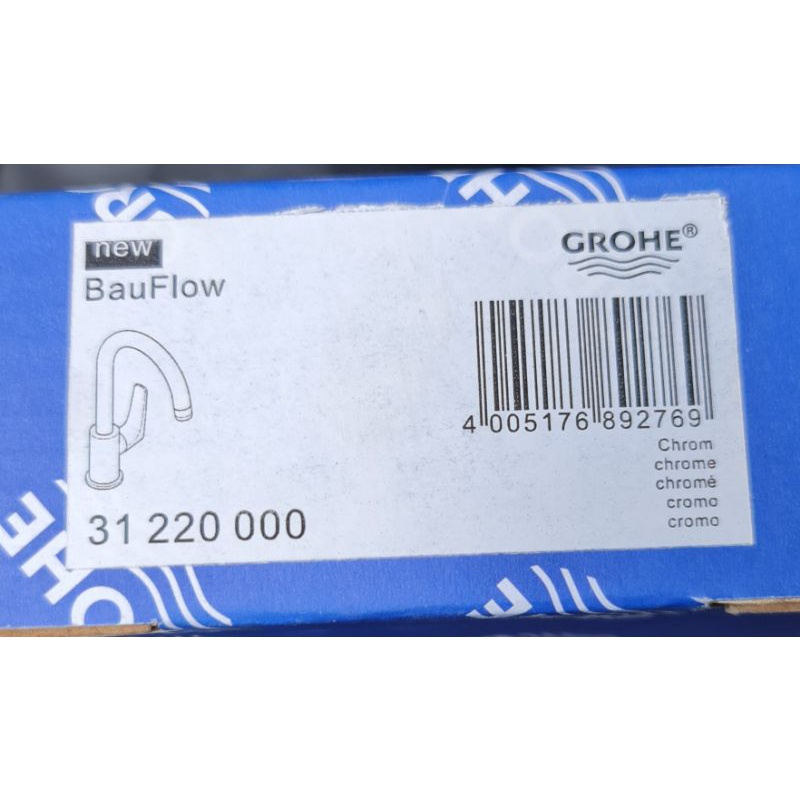 new
GROHE®
BauFlow
4 005176 892769
Chrom
chrome
chromé
cromo
cromo
31 220 000